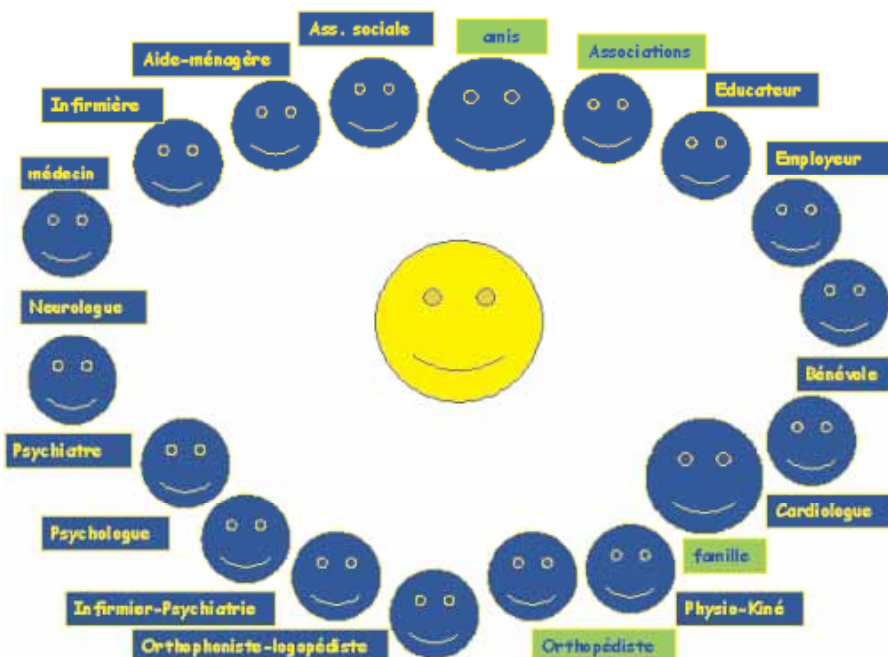 Ass. sociale
amis
Associations
Aide-ménagère
Educateur
Infirmière
Employeur
médecin
Neurologue
Bénévole
Psychiatre
Cardiologue
Psychologue
famille
Infirmier-Psychiatrie
Physio-Kiné
Orthophoniste-logopédiste
Orthopédiste